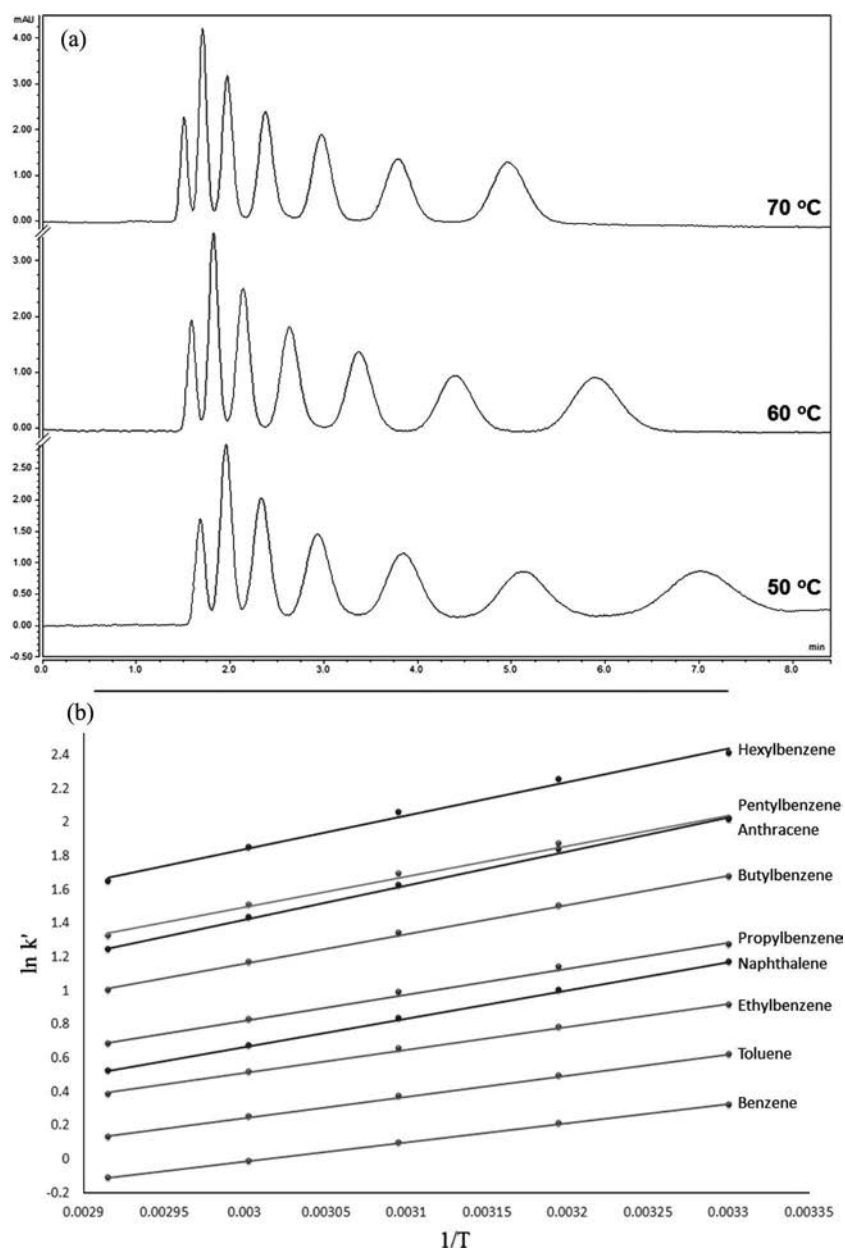 mAU
(a)
4.00
3.00
2.00
1.00
0.00
70 °C
3.00
2.00
1.00
0.00
60 °C
2.50
2.00
1.50
1.00
0.50
0.00
-0.50
50 °C
min
0.0 1.0 2.0 3.0 4.0 5.0 6.0 7.0 8.0
(b)
2.4
2.2
2
1.8
1.6
1.4
1.2
1
0.8
0.6
0.4
0.2
0
-0.2
ln k'
Hexylbenzene
Pentylbenzene
Anthracene
Butylbenzene
Propylbenzene
Naphthalene
Ethylbenzene
Toluene
Benzene
0.0029 0.00295 0.003 0.00305 0.0031 0.00315 0.0032 0.00325 0.0033 0.00335
1/T